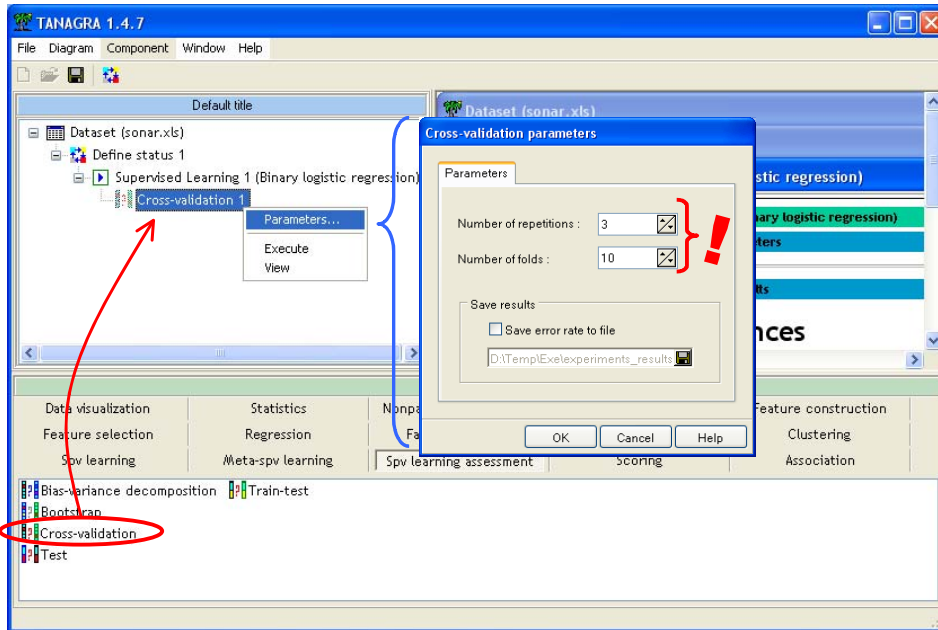 TANAGRA 1.4.7
File Diagram Component Window Help
Default title
Dataset (sonar.xls)
Define status 1
Supervised Learning 1 (Binary logistic regression)
Cross-validation 1
Parameters...
Execute
View
Dataset (sonar.xls)
stic regression)
ary logistic regression)
ters
lts
nces
Cross-validation parameters
Parameters
Number of repetitions : 3
Number of folds : 10
!
Save results
Save error rate to file
D:\Temp\Exe\experiments_results
OK Cancel Help
Data visualization Statistics Nonpa Feature construction
Feature selection Regression Fa Clustering
Spv learning Meta-spv learning Spv learning assessment Scoring Association
Bias-variance decomposition Train-test
Bootstrap
Cross-validation
Test